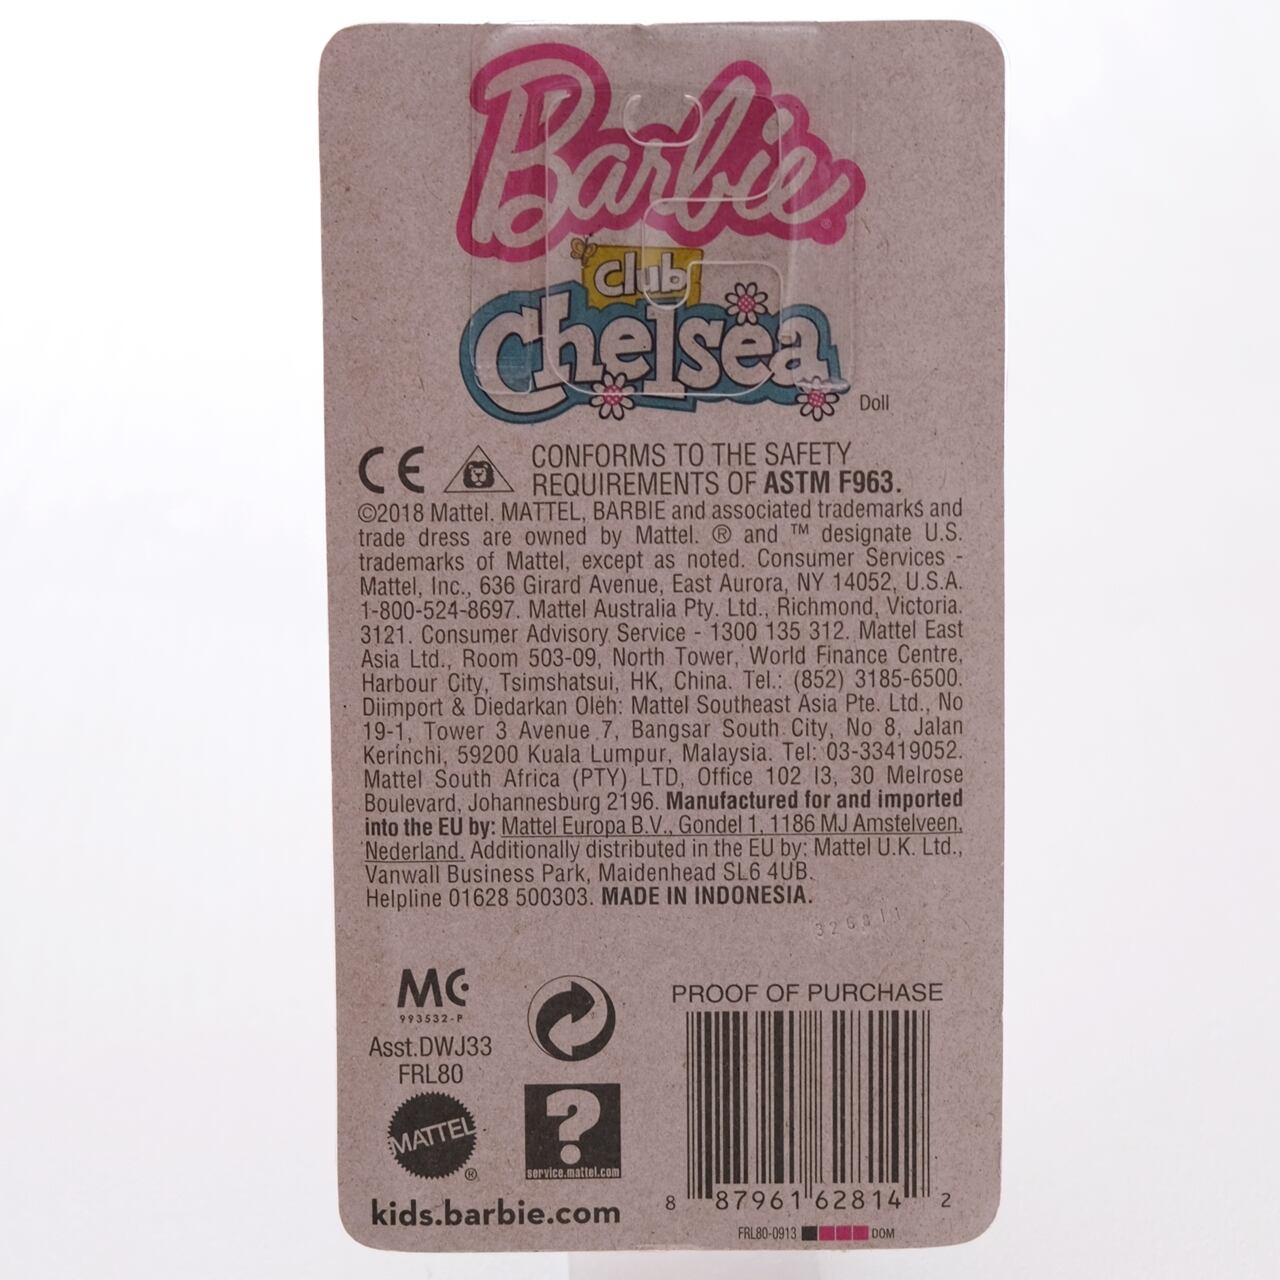 Barbie®
club
Chelsea
Doll
CE
CONFORMS TO THE SAFETY
REQUIREMENTS OF ASTM F963.
©2018 Mattel. MATTEL, BARBIE and associated trademarks and
trade dress are owned by Mattel. ® and ™ designate U.S.
trademarks of Mattel, except as noted. Consumer Services -
Mattel, Inc., 636 Girard Avenue, East Aurora, NY 14052, U.S.A.
1-800-524-8697. Mattel Australia Pty. Ltd., Richmond, Victoria.
3121. Consumer Advisory Service - 1300 135 312. Mattel East
Asia Ltd., Room 503-09, North Tower, World Finance Centre,
Harbour City, Tsimshatsui, HK, China. Tel.: (852) 3185-6500.
Diimport & Diedarkan Oleh: Mattel Southeast Asia Pte. Ltd., No
19-1, Tower 3 Avenue 7, Bangsar South City, No 8, Jalan
Kerinchi, 59200 Kuala Lumpur, Malaysia. Tel: 03-33419052.
Mattel South Africa (PTY) LTD, Office 102 I3, 30 Melrose
Boulevard, Johannesburg 2196. Manufactured for and imported
into the EU by: Mattel Europa B.V., Gondel 1, 1186 MJ Amstelveen,
Nederland. Additionally distributed in the EU by: Mattel U.K. Ltd.,
Vanwall Business Park, Maidenhead SL6 4UB.
Helpline 01628 500303. MADE IN INDONESIA.
MC
993532-P
Asst.DWJ33
FRL80
MATTEL
®
?
service.mattel.com
kids.barbie.com
PROOF OF PURCHASE
8 87961 62814 2
FRL80-0913 DOM